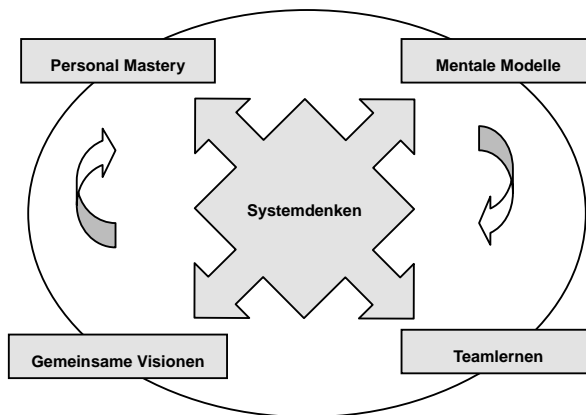 Personal Mastery
Mentale Modelle
Systemdenken
Gemeinsame Visionen
Teamlernen